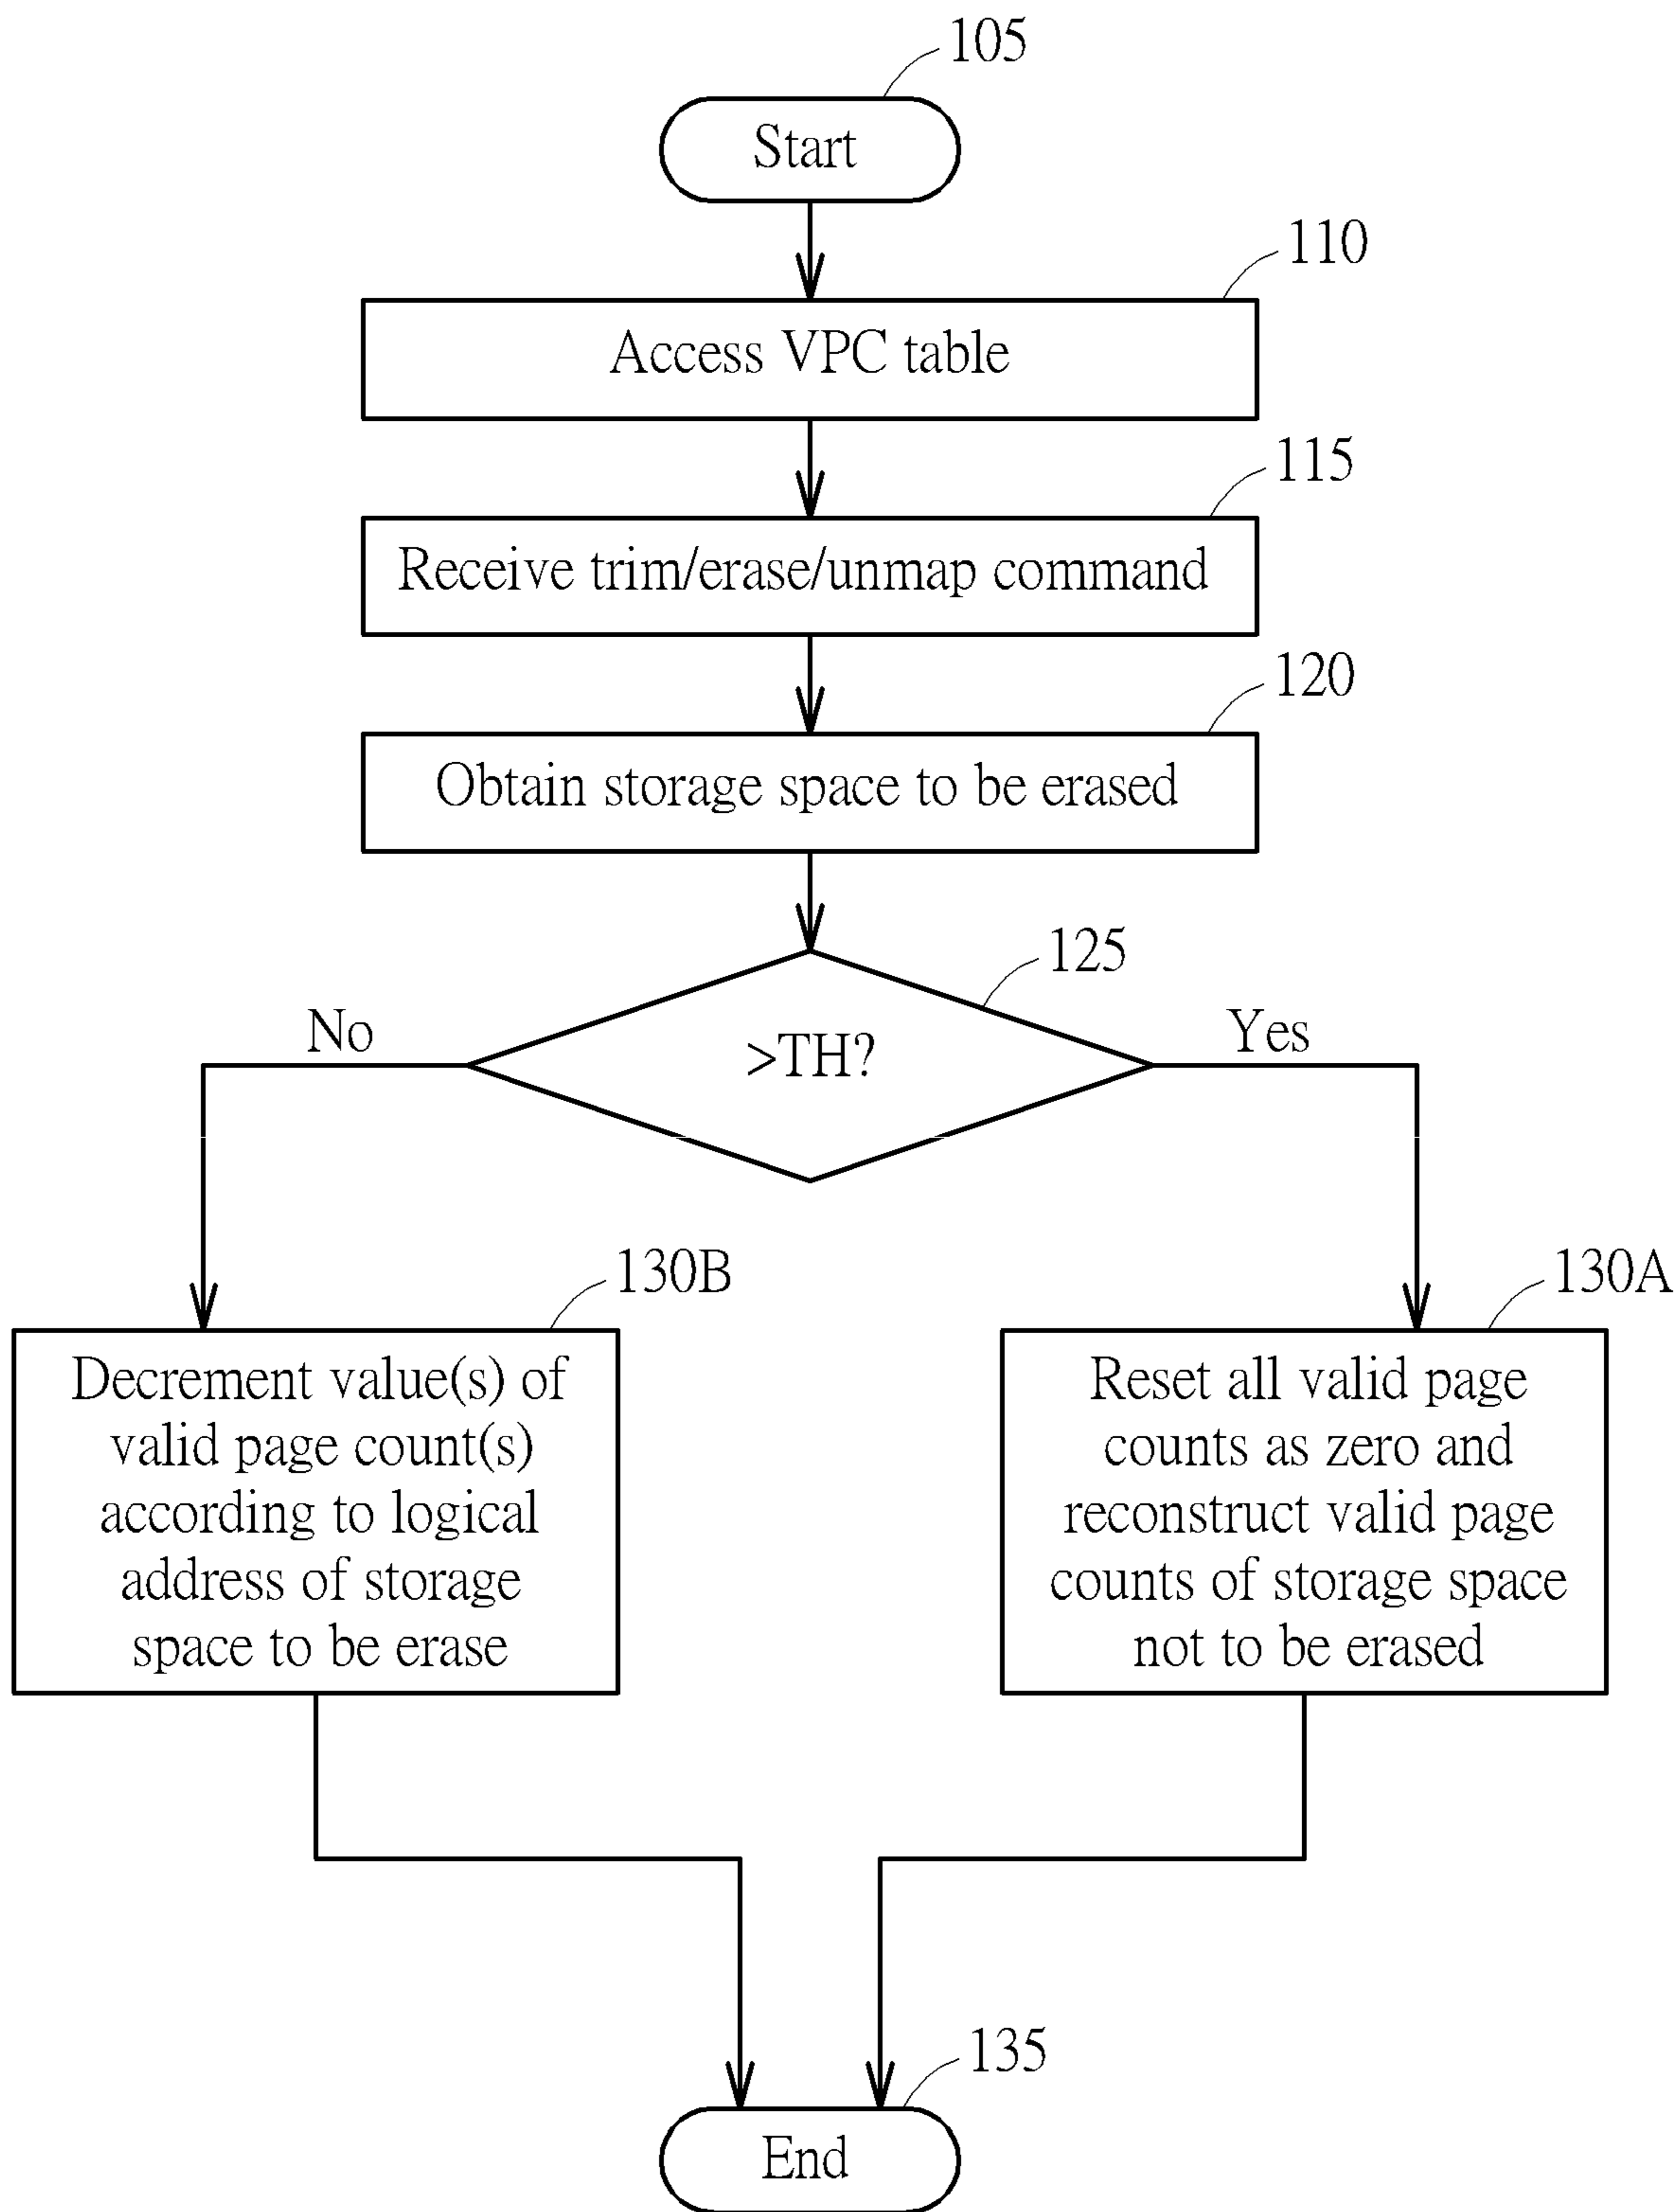 105
Start
110
Access VPC table
115
Receive trim/erase/unmap command
120
Obtain storage space to be erased
125
>TH?
No
Yes
130B
Decrement value(s) of
valid page count(s)
according to logical
address of storage
space to be erase
130A
Reset all valid page
counts as zero and
reconstruct valid page
counts of storage space
not to be erased
135
End